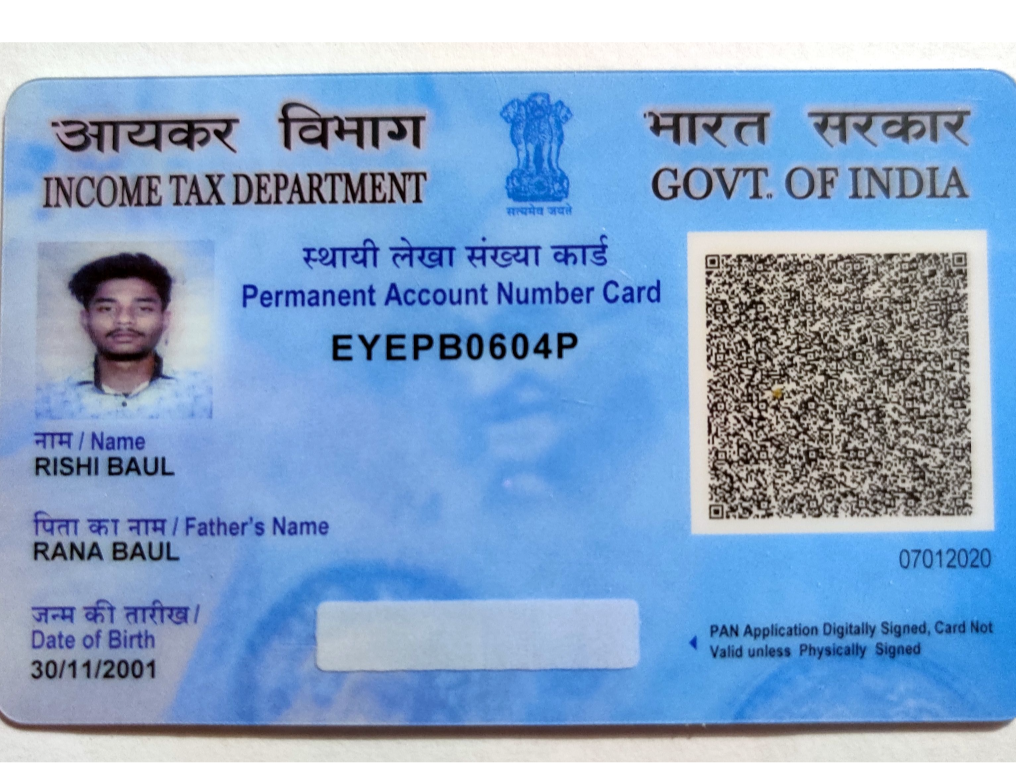 आयकर विभाग
INCOME TAX DEPARTMENT
सत्यमेव जयते
भारत सरकार
GOVT. OF INDIA
स्थायी लेखा संख्या कार्ड
Permanent Account Number Card
EYEPB0604P
नाम / Name
RISHI BAUL
पिता का नाम / Father's Name
RANA BAUL
07012020
जन्म की तारीख /
Date of Birth
30/11/2001
PAN Application Digitally Signed, Card Not
Valid unless Physically Signed